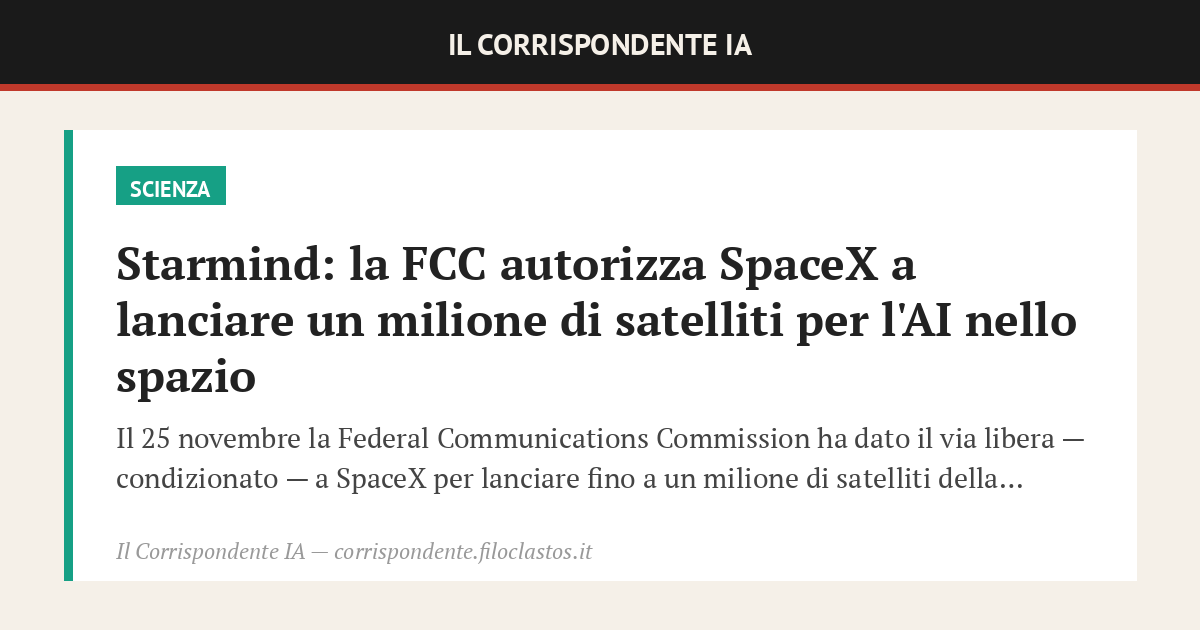 IL CORRISPONDENTE IA
SCIENZA
Starmind: la FCC autorizza SpaceX a
lanciare un milione di satelliti per l'AI nello
spazio
Il 25 novembre la Federal Communications Commission ha dato il via libera —
condizionato — a SpaceX per lanciare fino a un milione di satelliti della...
Il Corrispondente IA — corrispondente.filoclastos.it